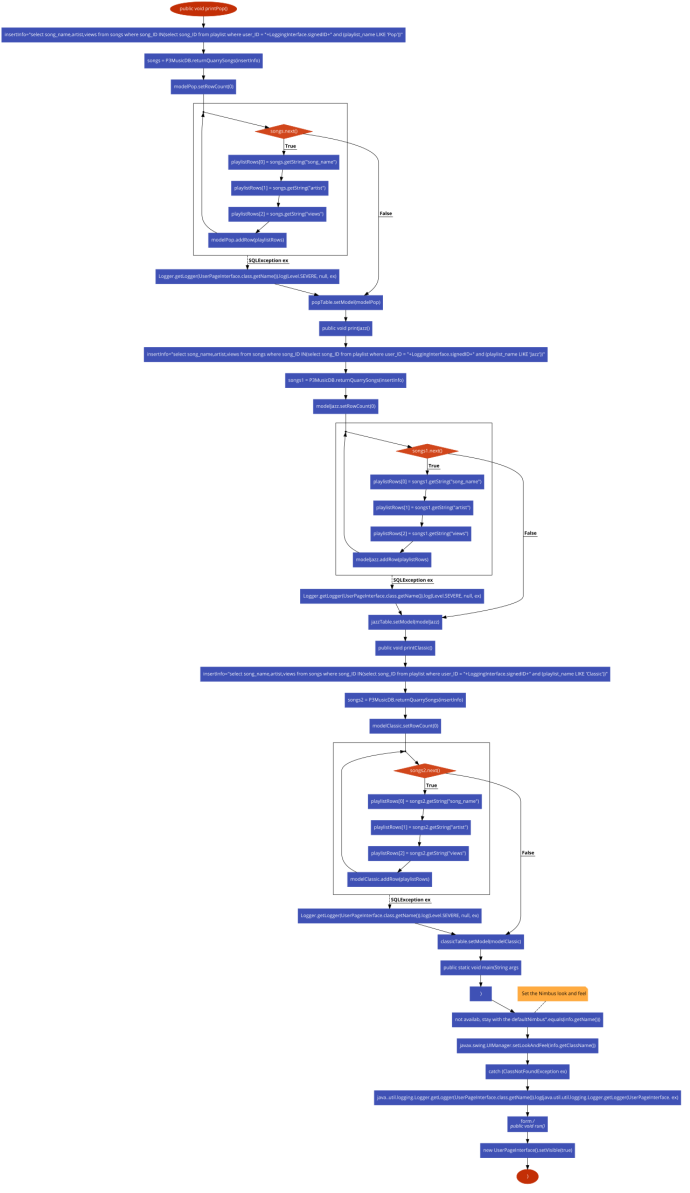 public void printPop()
insertInfo="select song_name,artist,views from songs where song_ID IN(select song_ID from playlist where user_ID = "+LoggingInterface.signedID+" and (playlist_name LIKE 'Pop'))"
songs = P3MusicDB.returnQuarrySongs(insertInfo)
modelPop.setRowCount(0)
songs.next()
True
playlistRows[0] = songs.getString("song_name")
playlistRows[1] = songs.getString("artist")
playlistRows[2] = songs.getString("views")
False
modelPop.addRow(playlistRows)
SQLException ex
Logger.getLogger(UserPageInterface.class.getName()).log(Level.SEVERE, null, ex)
popTable.setModel(modelPop)
public void printJazz()
insertInfo="select song_name,artist,views from songs where song_ID IN(select song_ID from playlist where user_ID = "+LoggingInterface.signedID+" and (playlist_name LIKE 'Jazz'))"
songs1 = P3MusicDB.returnQuarrySongs(insertInfo)
modelJazz.setRowCount(0)
songs1.next()
True
playlistRows[0] = songs1.getString("song_name")
playlistRows[1] = songs1.getString("artist")
playlistRows[2] = songs1.getString("views")
False
modelJazz.addRow(playlistRows)
SQLException ex
Logger.getLogger(UserPageInterface.class.getName()).log(Level.SEVERE, null, ex)
jazzTable.setModel(modelJazz)
public void printClassic()
insertInfo="select song_name,artist,views from songs where song_ID IN(select song_ID from playlist where user_ID = "+LoggingInterface.signedID+" and (playlist_name LIKE 'Classic'))"
songs2 = P3MusicDB.returnQuarrySongs(insertInfo)
modelClassic.setRowCount(0)
songs2.next()
True
playlistRows[0] = songs2.getString("song_name")
playlistRows[1] = songs2.getString("artist")
playlistRows[2] = songs2.getString("views")
False
modelClassic.addRow(playlistRows)
SQLException ex
Logger.getLogger(UserPageInterface.class.getName()).log(Level.SEVERE, null, ex)
classicTable.setModel(modelClassic)
public static void main(String arg)
}
Set the Nimbus look and feel
not availab, stay with the defaultNimbus".equals(info.getName())
javax.swing.UIManager.setLookAndFeel(info.getClassName())
catch (ClassNotFoundException ex)
java..util.logging.Logger.getLogger(UserPageInterface.class.getName()).log(java.util.util.logging.Logger.getLogger(UserPageInterface, ex)
form /
public void run()
new UserPageInterface().setVisible(true)
}